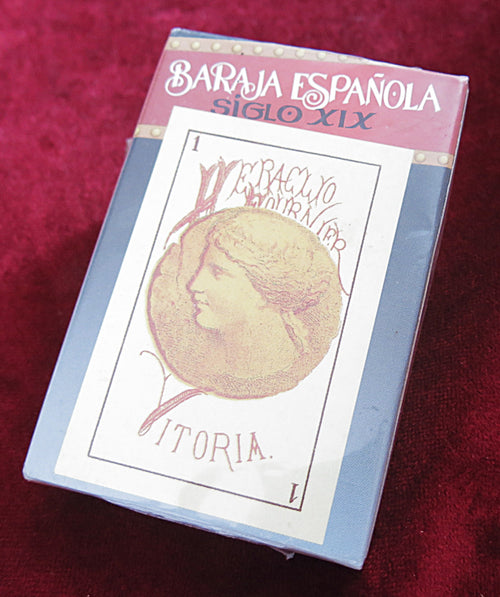 BARAJA ESPAÑOLA
SIGLO XIX
1
HERACLIO
FOURNIER
VITORIA.
1